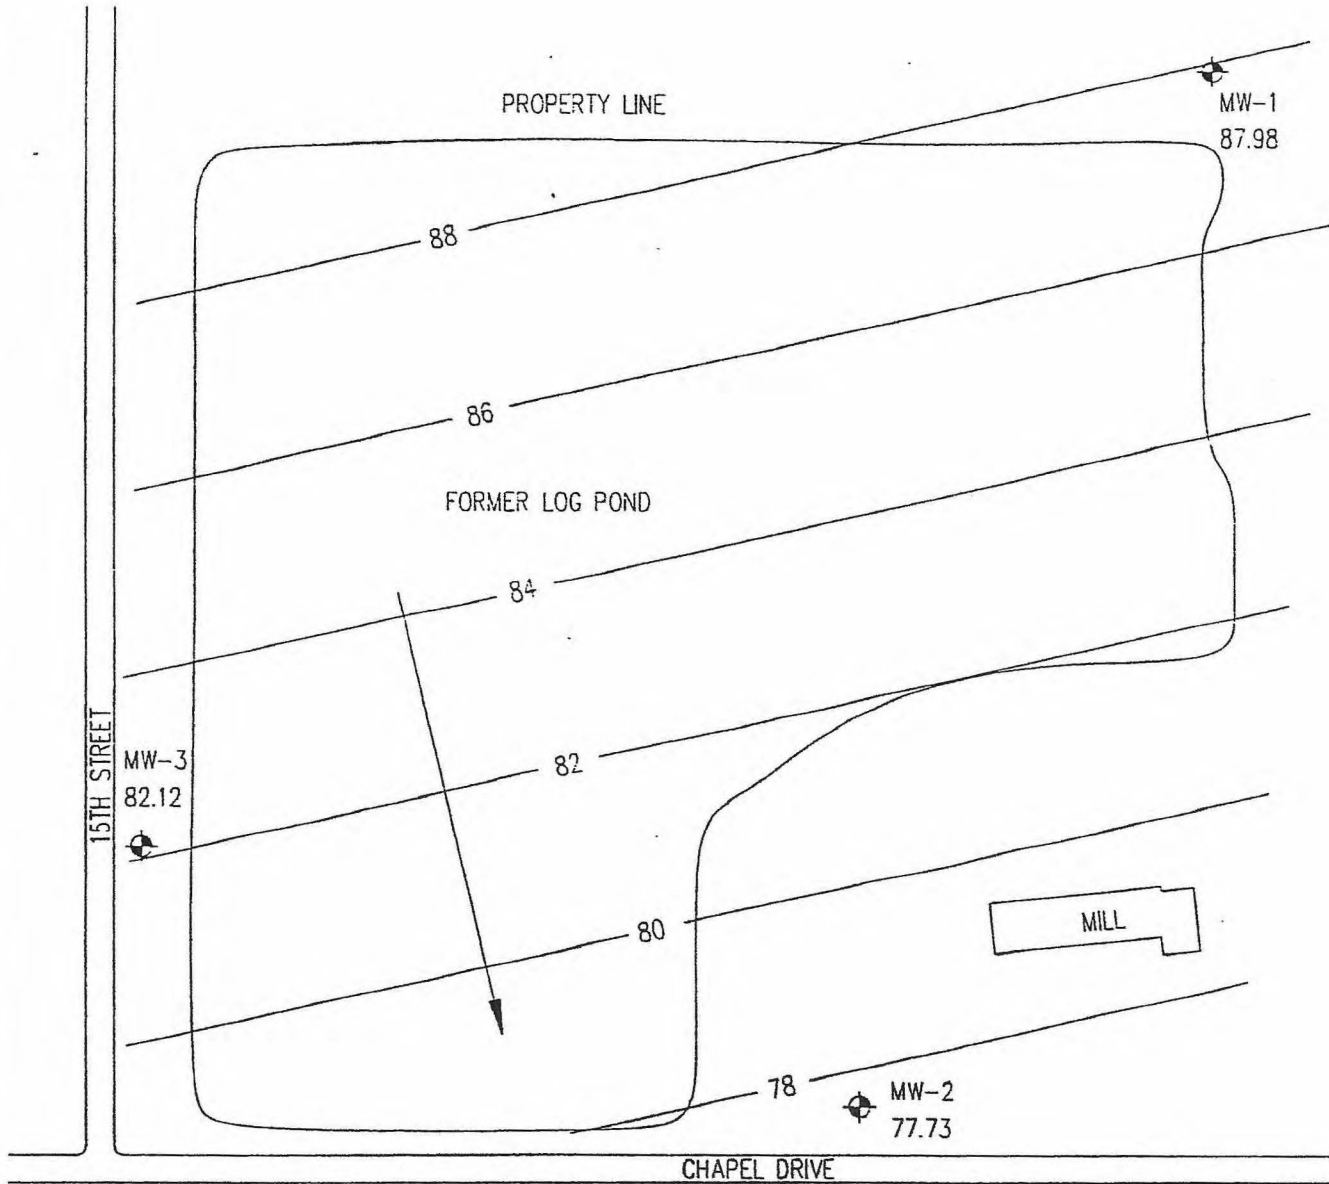 PROPERTY LINE
MW-1
87.98
88
86
FORMER LOG POND
84
15TH STREET
MW-3
82.12
82
80
MILL
78
MW-2
77.73
CHAPEL DRIVE